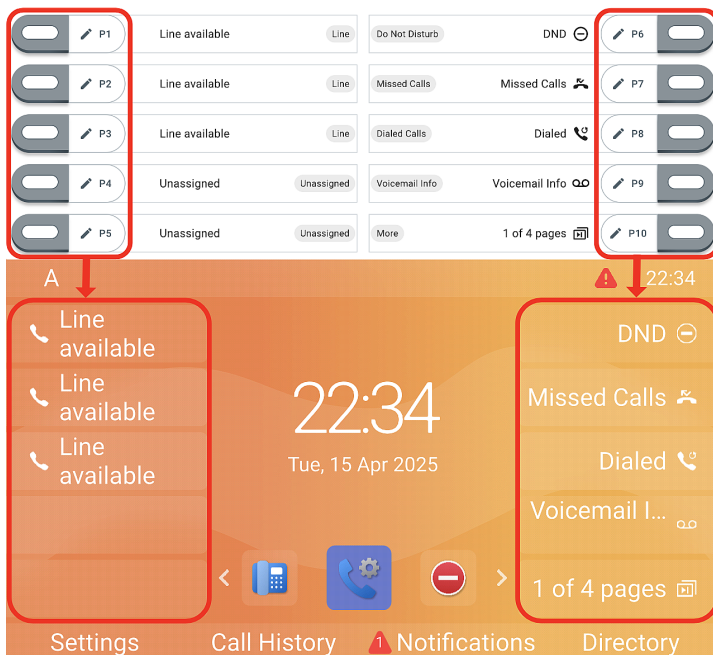 P1 Line available Line Do Not Disturb DND P6
P2 Line available Line Missed Calls Missed Calls P7
P3 Line available Line Dialed Calls Dialed P8
P4 Unassigned Unassigned Voicemail Info Voicemail Info P9
P5 Unassigned Unassigned More 1 of 4 pages P10
A 22:34
Line
available
Line
available
Line
available
22:34
Tue, 15 Apr 2025
DND
Missed Calls
Dialed
Voicemail I...
1 of 4 pages
Settings Call History 1 Notifications Directory